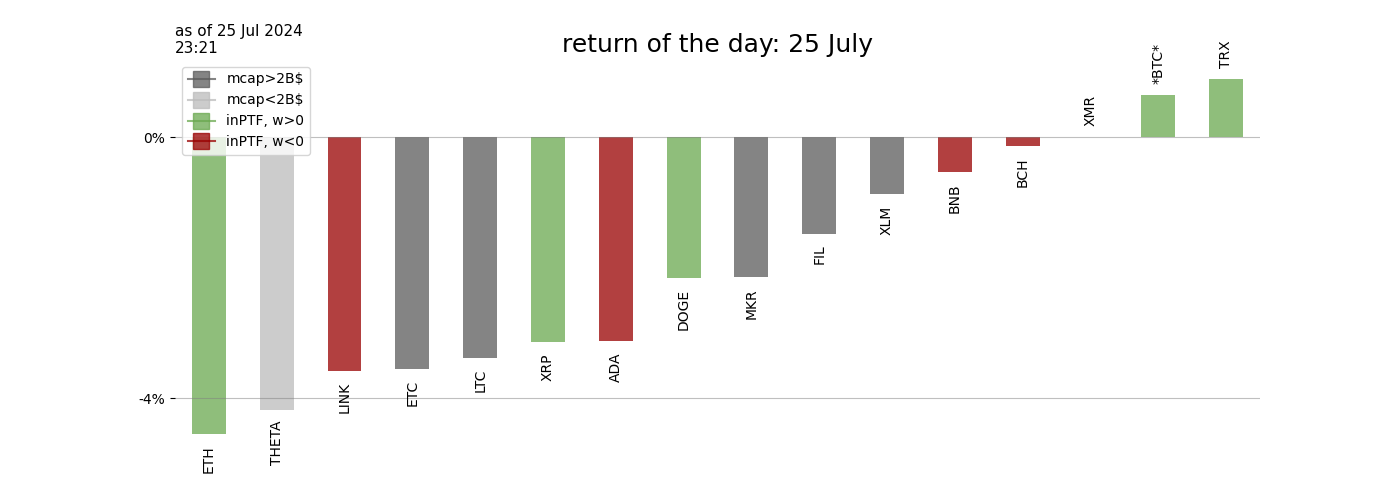 as of 25 Jul 2024
23:21
return of the day: 25 July
mcap>2B$
mcap<2B$
inPTF, w>0
inPTF, w<0
0%
-4%
ETH
THETA
LINK
ETC
LTC
XRP
ADA
DOGE
MKR
FIL
XLM
BNB
BCH
XMR
*BTC*
TRX